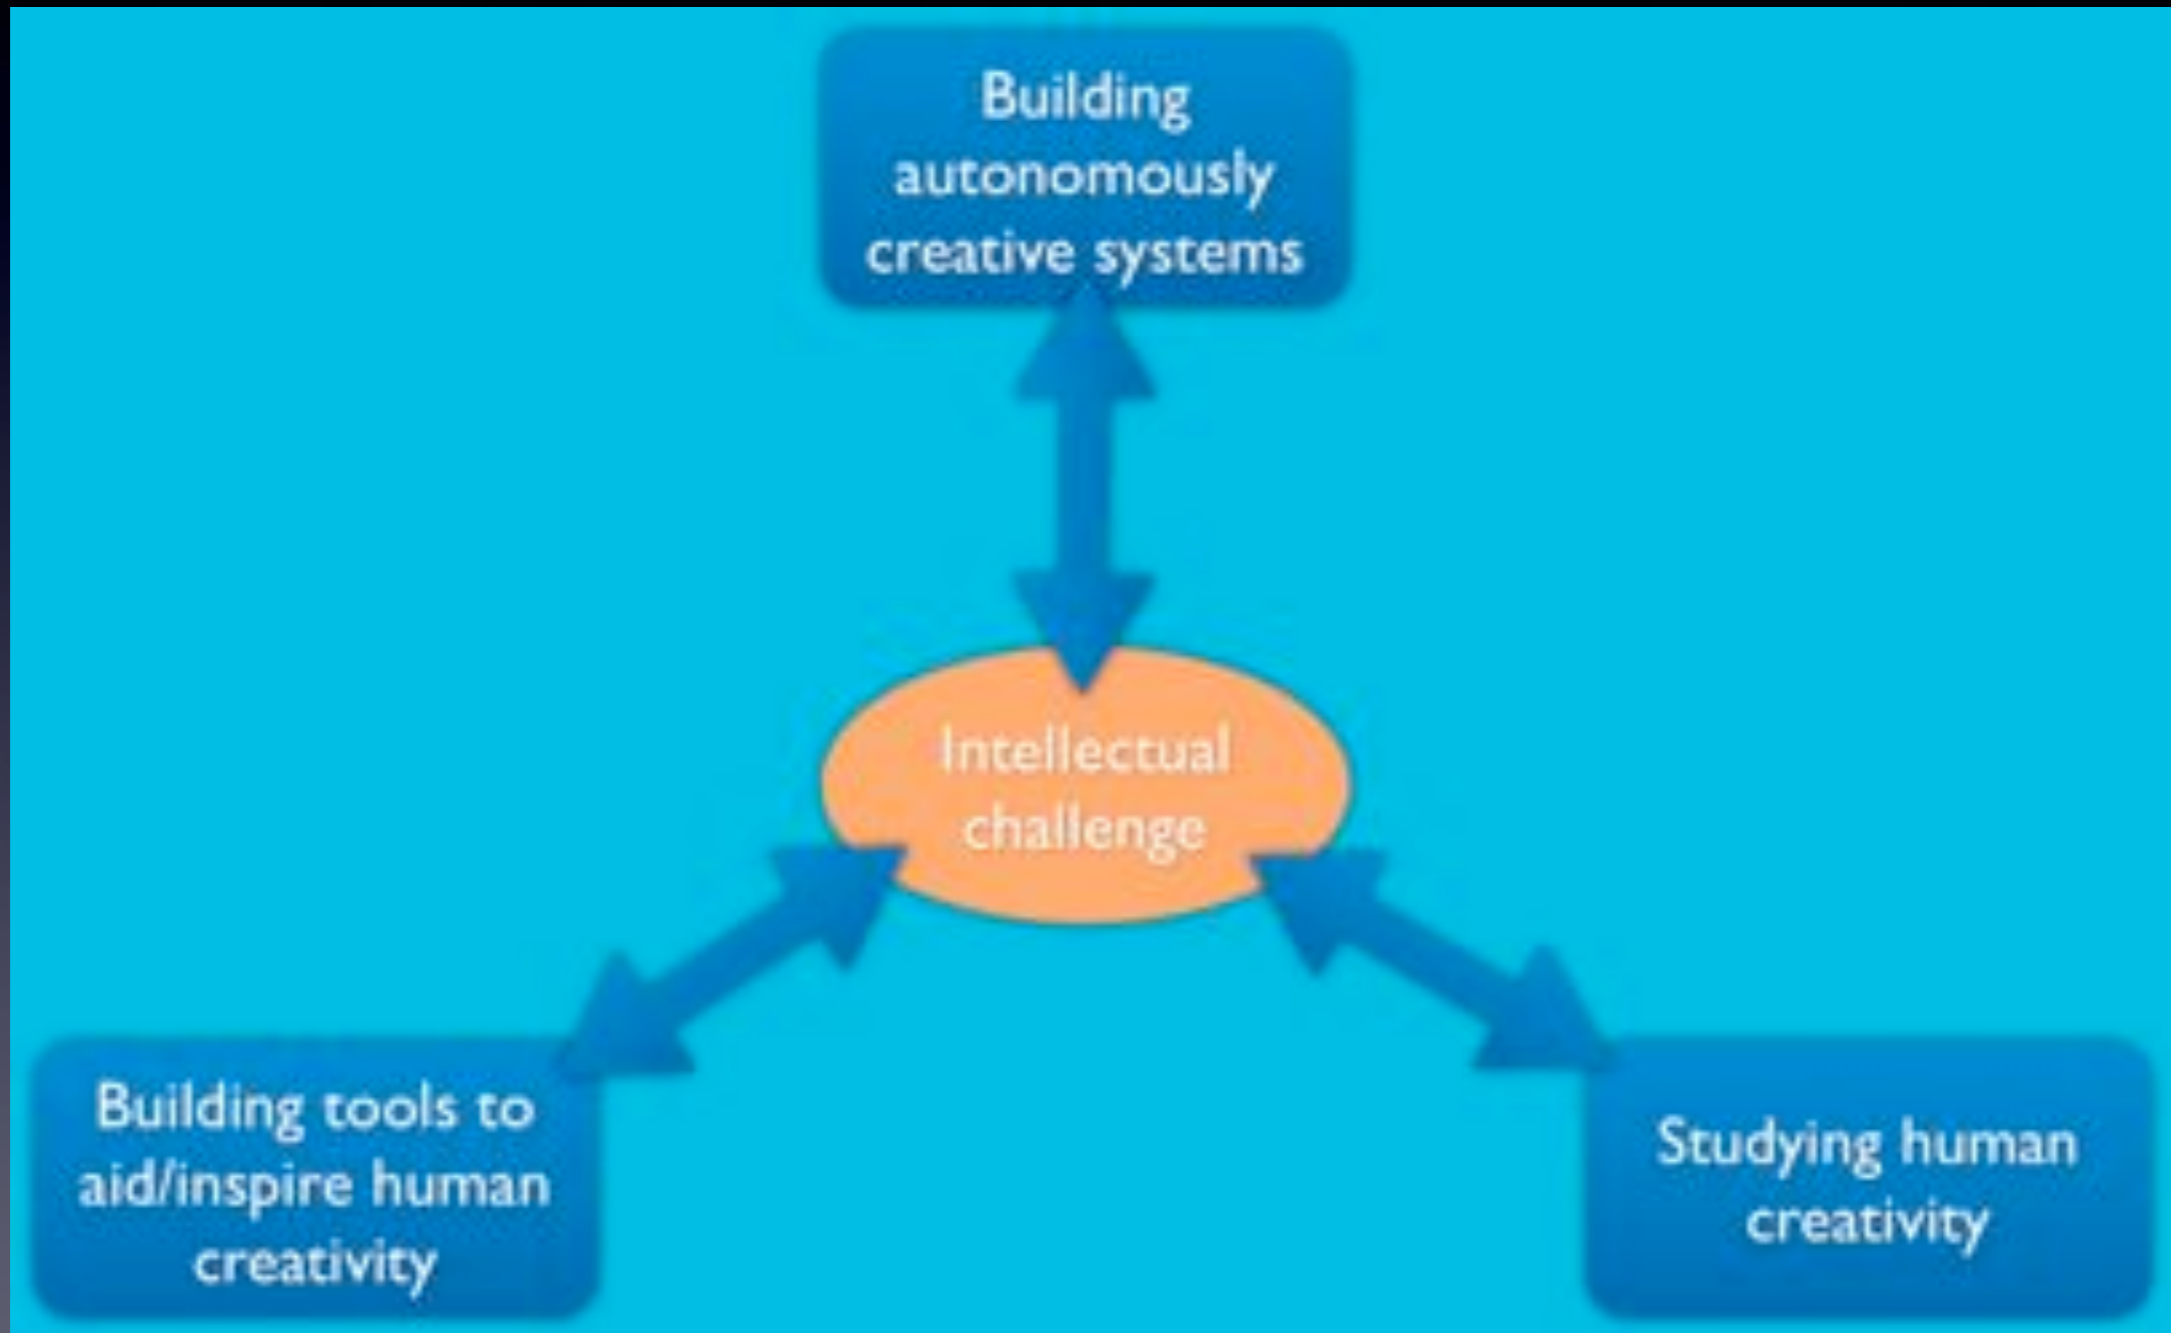 Building
autonomously
creative systems
Intellectual
challenge
Building tools to
aid/inspire human
creativity
Studying human
creativity